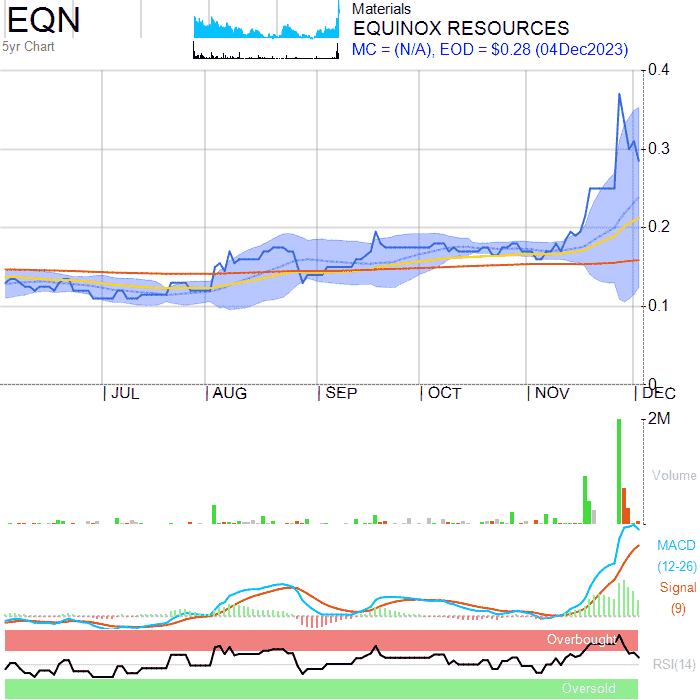 EQN
5yr Chart
Materials
EQUINOX RESOURCES
MC = (N/A), EOD = $0.28 (04Dec2023)
0.4
0.3
0.2
0.1
0
JUL AUG SEP OCT NOV DEC
2M
Volume
MACD
(12-26)
Signal
(9)
Overbought
RSI(14)
Oversold